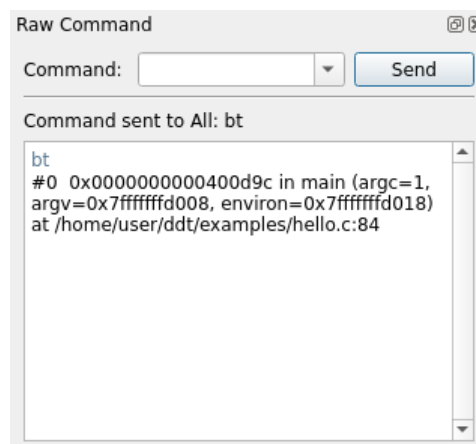 Raw Command
Command:
Send
Command sent to All: bt
bt
#0 0x0000000000400d9c in main (argc=1,
argv=0x7fffffffd008, environ=0x7fffffffd018)
at /home/user/ddt/examples/hello.c:84